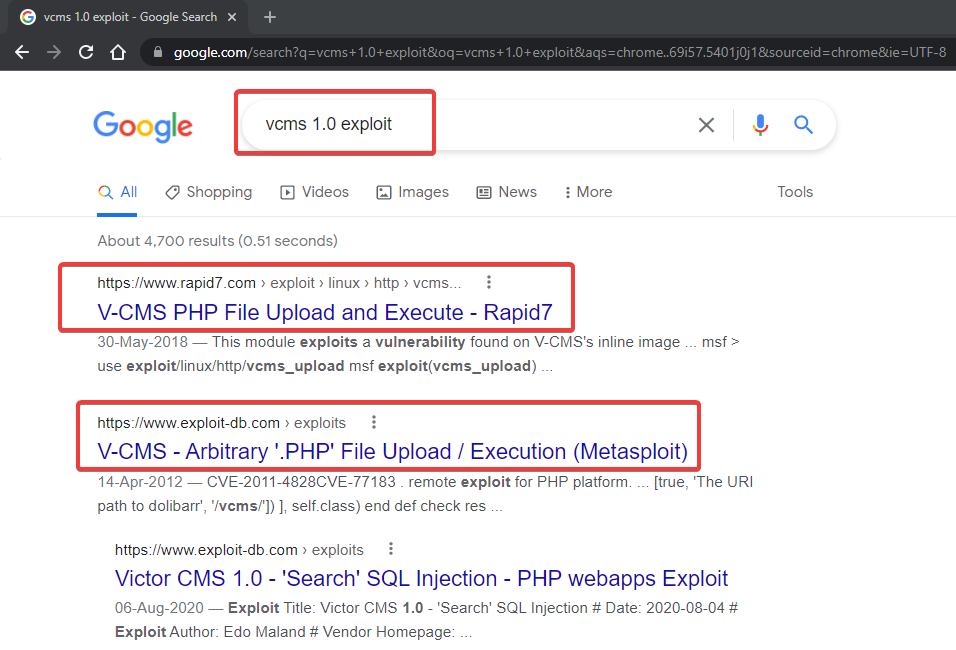 vcms 1.0 exploit - Google Search
google.com/search?q=vcms+1.0+exploit&oq=vcms+1.0+exploit&aqs=chrome..69i57.5401j0j1&sourceid=chrome&ie=UTF-8
Google
vcms 1.0 exploit
All Shopping Videos Images News More Tools
About 4,700 results (0.51 seconds)
https://www.rapid7.com › exploit › linux › http › vcms...
V-CMS PHP File Upload and Execute - Rapid7
30-May-2018 — This module exploits a vulnerability found on V-CMS's inline image ... msf >
use exploit/linux/http/vcms_upload msf exploit(vcms_upload) ...
https://www.exploit-db.com › exploits
V-CMS - Arbitrary '.PHP' File Upload / Execution (Metasploit)
14-Apr-2012 — CVE-2011-4828CVE-77183 . remote exploit for PHP platform. ... [true, 'The URI
path to dolibarr', '/vcms/']) ], self.class) end def check res ...
https://www.exploit-db.com › exploits
Victor CMS 1.0 - 'Search' SQL Injection - PHP webapps Exploit
06-Aug-2020 — Exploit Title: Victor CMS 1.0 - 'Search' SQL Injection # Date: 2020-08-04 #
Exploit Author: Edo Maland # Vendor Homepage: ...